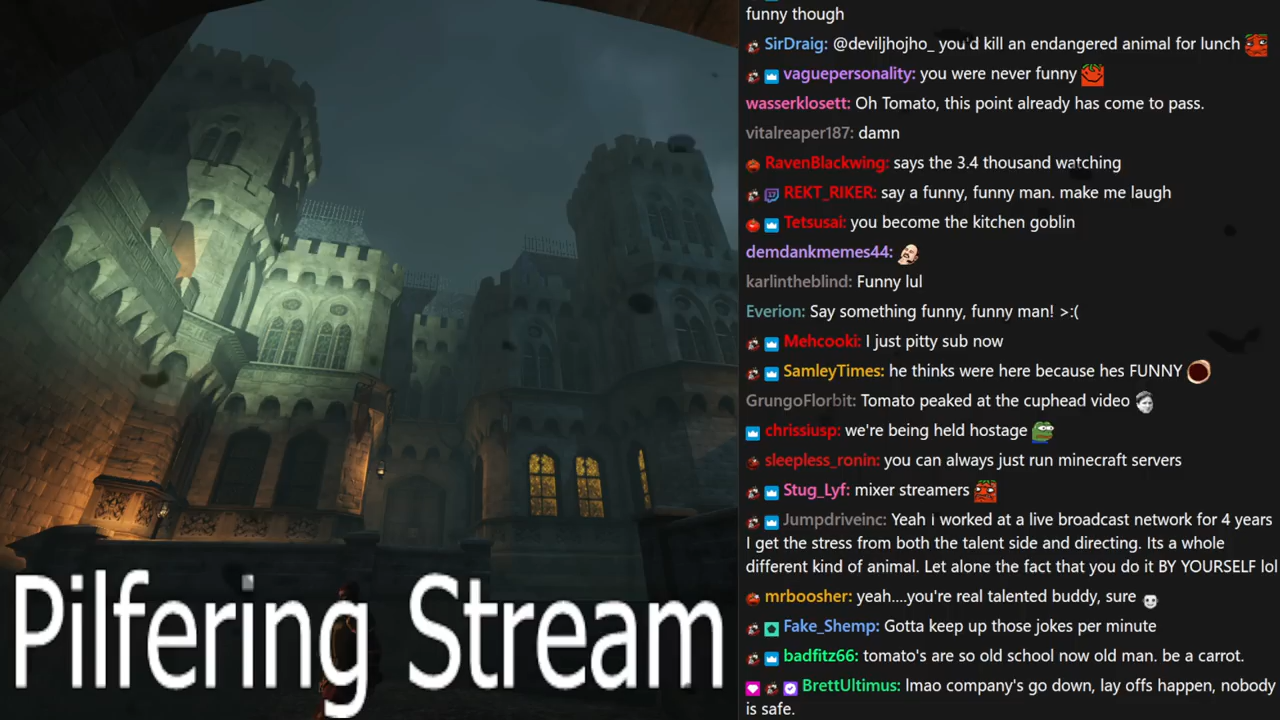 funny though
SirDraig: @deviljhojho_ you'd kill an endangered animal for lunch
vaguepersonality: you were never funny
wasserklosett: Oh Tomato, this point already has come to pass.
vitalreaper187: damn
RavenBlackwing: says the 3.4 thousand watching
REKT_RIKER: say a funny, funny man. make me laugh
Tetsusai: you become the kitchen goblin
demdankmemes44:
karlintheblind: Funny lul
Everion: Say something funny, funny man! >:(
Mehcooki: I just pitty sub now
SamleyTimes: he thinks were here because hes FUNNY
GrungoFlorbit: Tomato peaked at the cuphead video
chrissiusp: we're being held hostage
sleepless_ronin: you can always just run minecraft servers
Stug_Lyf: mixer streamers
Jumpdriveinc: Yeah i worked at a live broadcast network for 4 years
I get the stress from both the talent side and directing. Its a whole
different kind of animal. Let alone the fact that you do it BY YOURSELF lol
mrboosher: yeah....you're real talented buddy, sure
Fake_Shemp: Gotta keep up those jokes per minute
badfitz66: tomato's are so old school now old man. be a carrot.
BrettUltimus: lmao company's go down, lay offs happen, nobody
is safe.
Pilfering Stream